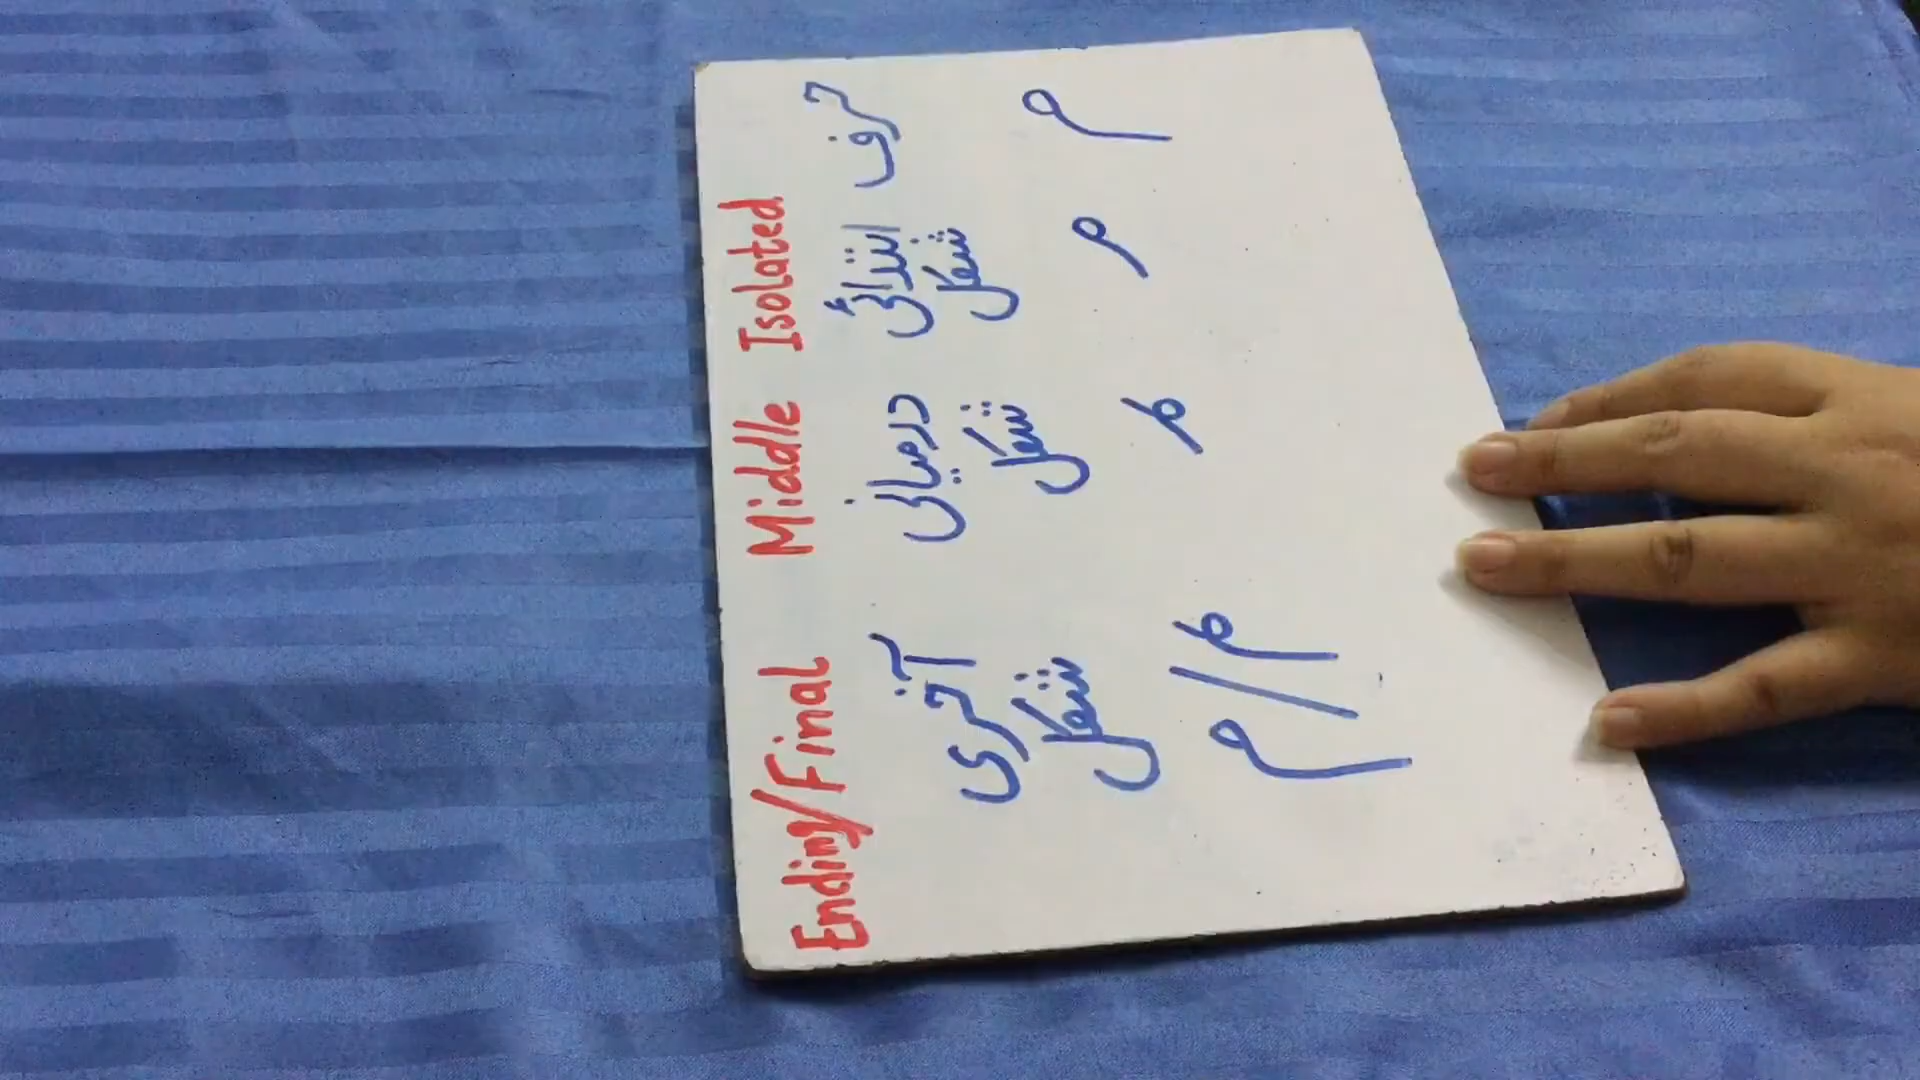 Ending/Final Middle Isolated
حرف ابتدائی شکل درمیانی شکل آخری شکل
م مـ ـمـ ـم / م